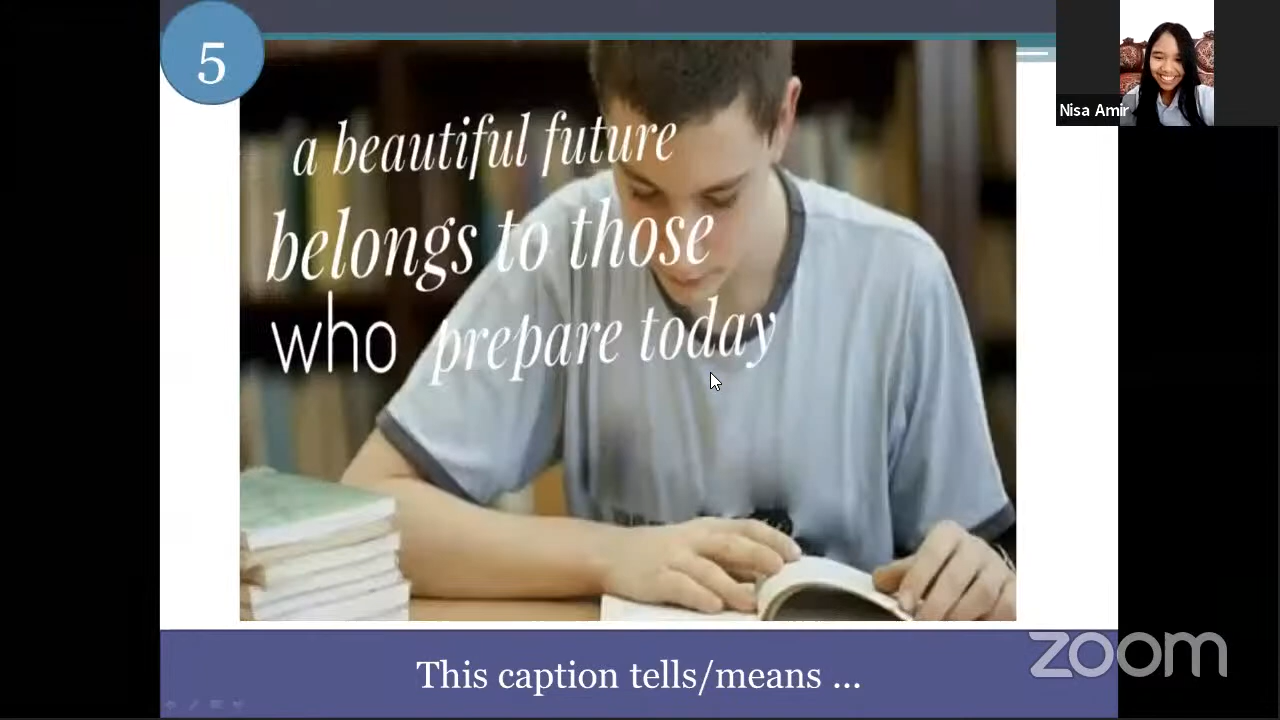 5
a beautiful future
belongs to those
who prepare today
This caption tells/means ...
Nisa Amir
zoom